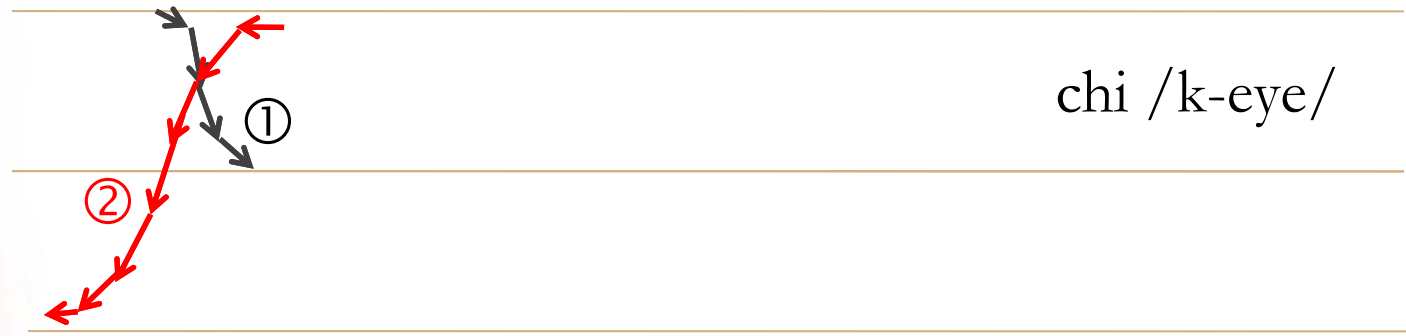 ①
②
chi /k-eye/